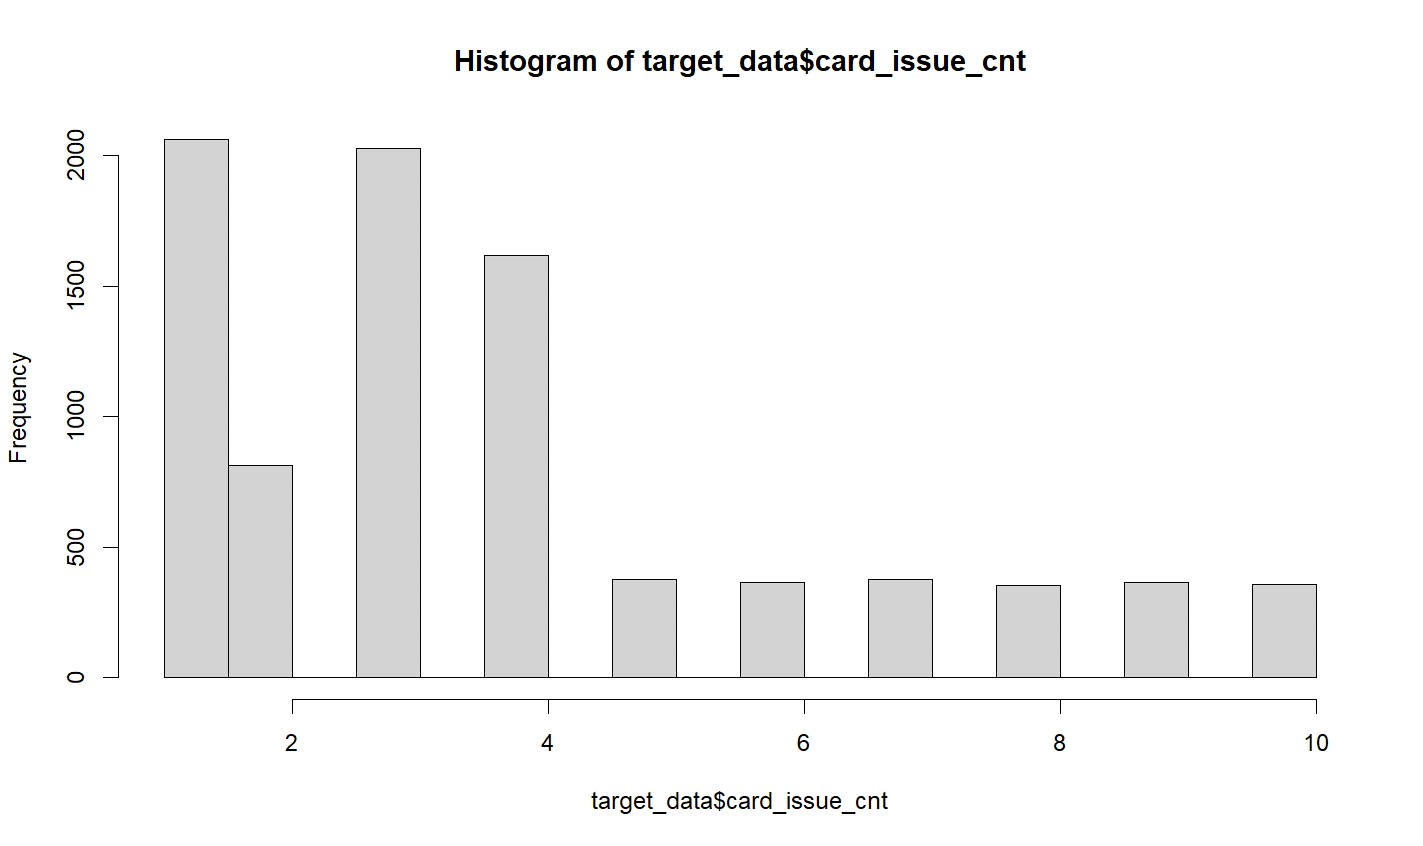 Histogram of target_data$card_issue_cnt
Frequency
2000
1500
1000
500
0
2 4 6 8 10
target_data$card_issue_cnt